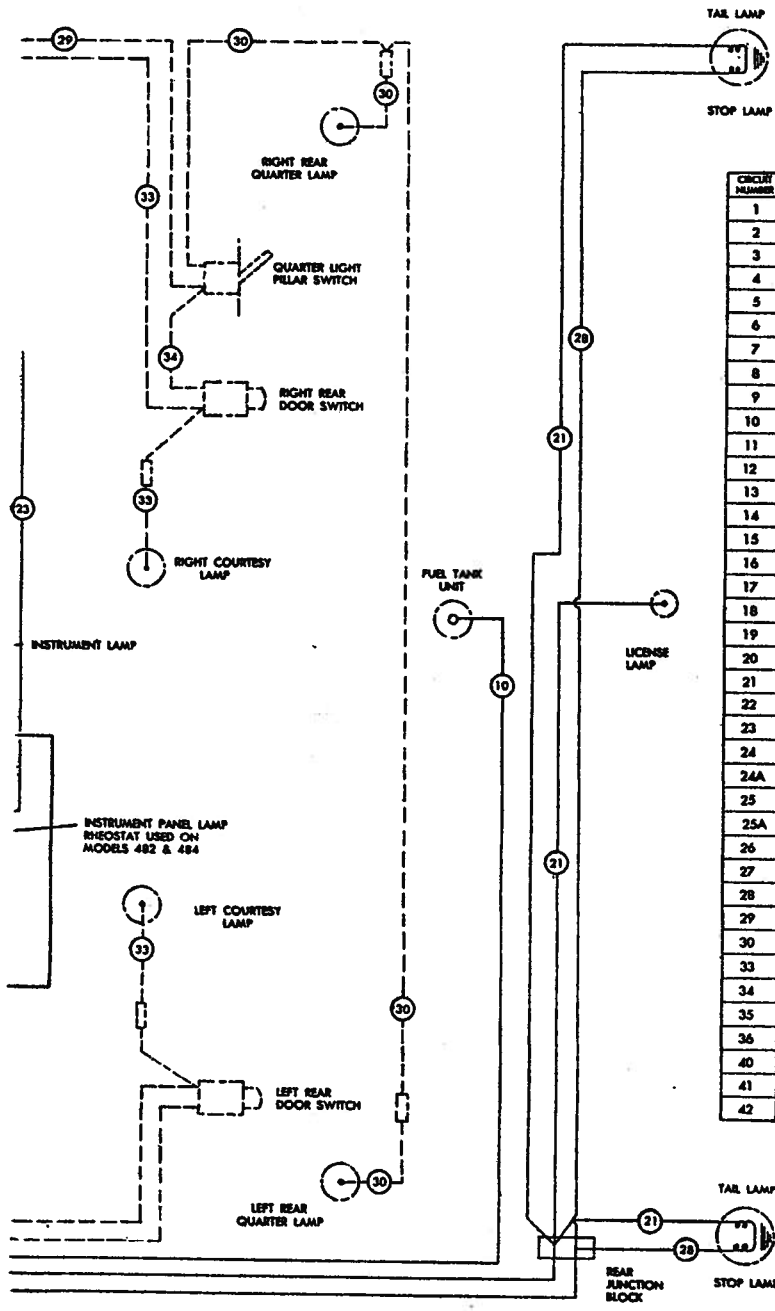 TAIL LAMP
29
30
30
STOP LAMP
RIGHT REAR
QUARTER LAMP
CIRCUIT
NUMBER
33
1
2
3
QUARTER LIGHT
PILLAR SWITCH
4
5
6
28
34
7
8
RIGHT REAR
DOOR SWITCH
9
10
21
11
12
33
23
13
14
15
RIGHT COURTESY
LAMP
16
FUEL TANK
UNIT
17
18
INSTRUMENT LAMP
19
LICENSE
LAMP
20
10
21
22
23
24
24A
25
INSTRUMENT PANEL LAMP
RHEOSTAT USED ON
MODELS 482 & 484
25A
26
21
27
28
LEFT COURTESY
LAMP
29
33
30
33
34
30
35
36
40
LEFT REAR
DOOR SWITCH
41
42
30
TAIL LAMP
LEFT REAR
QUARTER LAMP
21
28
REAR
JUNCTION
BLOCK
STOP LAMP